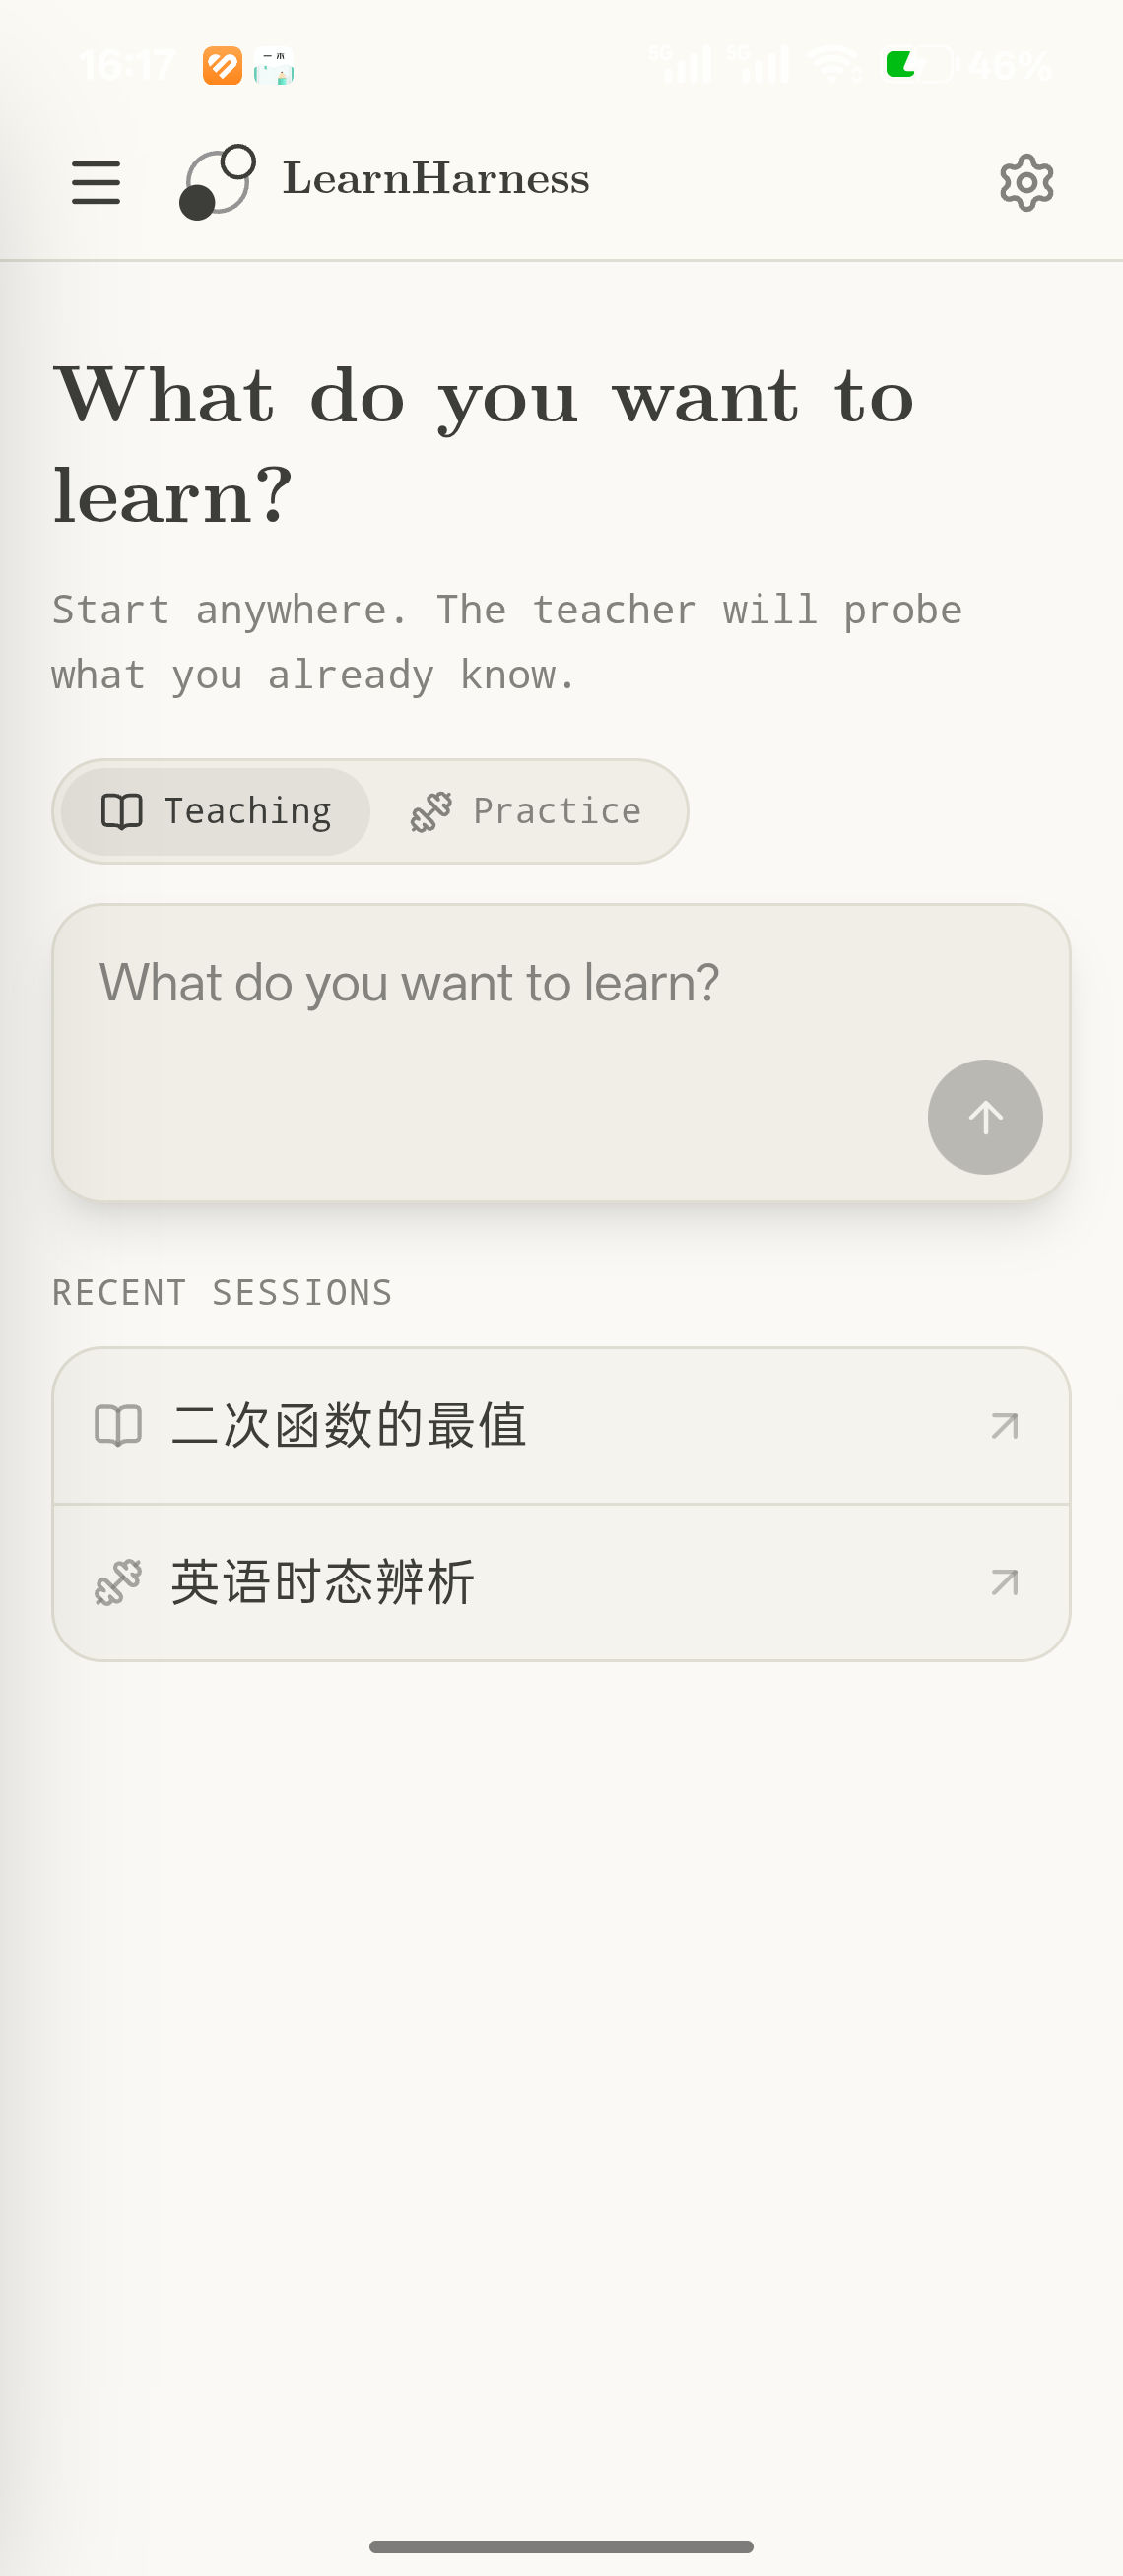 16:17
5G 5G 46%
LearnHarness
What do you want to
learn?
Start anywhere. The teacher will probe
what you already know.
Teaching
Practice
What do you want to learn?
RECENT SESSIONS
二次函数的最值
英语时态辨析